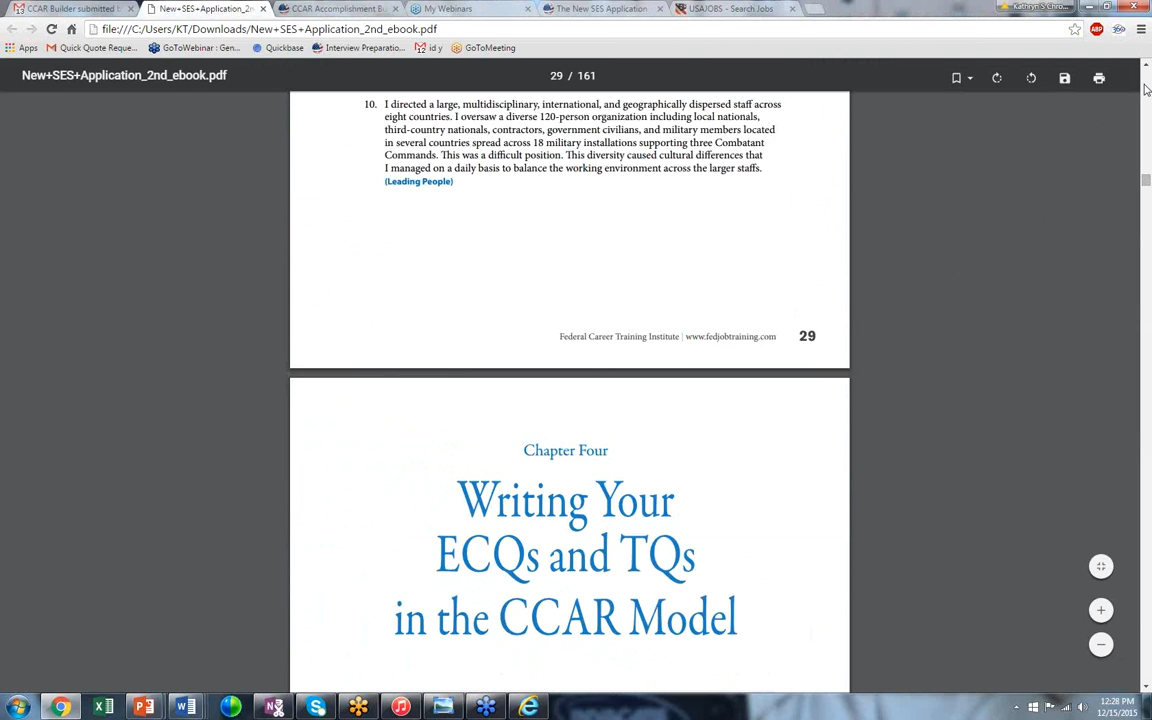 CCAR Builder submitted b
New+SES+Application_2n
CCAR Accomplishment Bu
My Webinars
The New SES Application
USAJOBS - Search Jobs
Kathryn S Chro...
file:///C:/Users/KT/Downloads/New+SES+Application_2nd_ebook.pdf
ABP
Apps
Quick Quote Reque...
GoToWebinar : Gen...
Quickbase
Interview Preparatio...
id y
GoToMeeting
New+SES+Application_2nd_ebook.pdf
29 / 161
10. I directed a large, multidisciplinary, international, and geographically dispersed staff across
eight countries. I oversaw a diverse 120-person organization including local nationals,
third-country nationals, contractors, government civilians, and military members located
in several countries spread across 18 military installations supporting three Combatant
Commands. This was a difficult position. This diversity caused cultural differences that
I managed on a daily basis to balance the working environment across the larger staffs.
(Leading People)
Federal Career Training Institute | www.fedjobtraining.com 29
Chapter Four
Writing Your
ECQs and TQs
in the CCAR Model
12:28 PM
12/15/2015